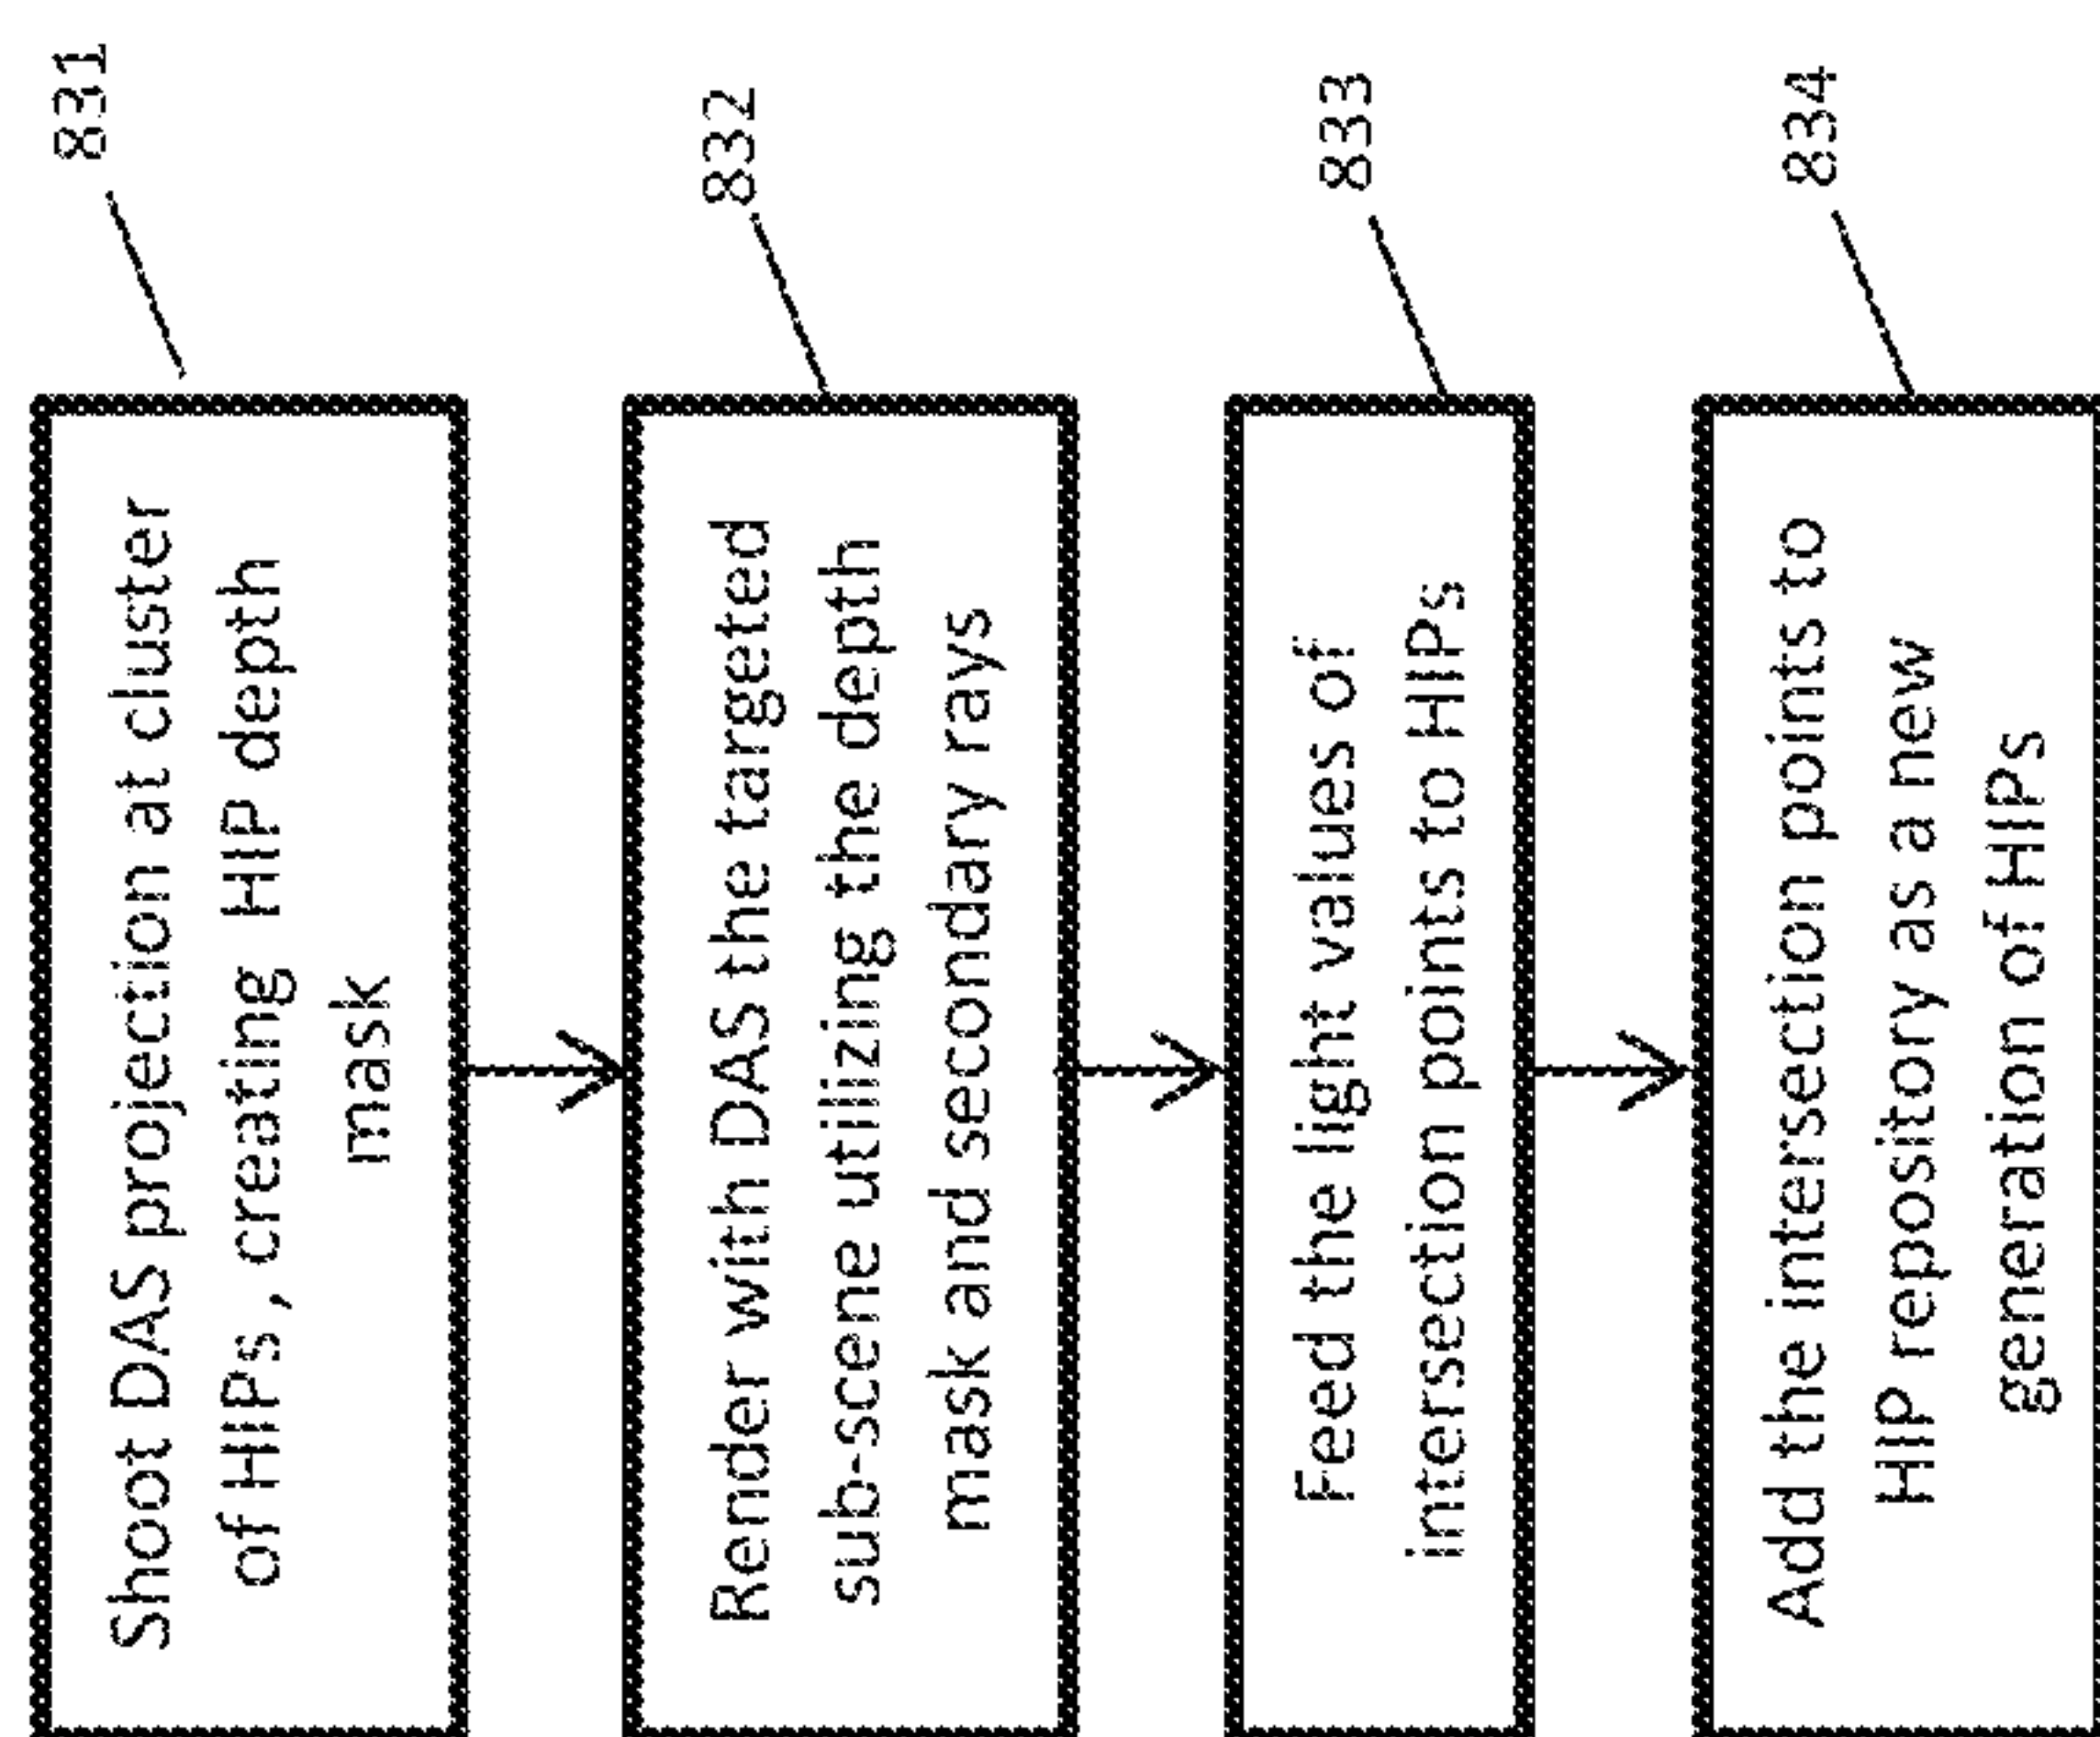 831
Shoot DAS projection at cluster
of HIPs, creating HIP depth
mask
832
Render with DAS the targeted
sub-scene utilizing the depth
mask and secondary rays
833
Feed the light values of
intersection points to HIPs
834
Add the intersection points to
HIP repository as a new
generation of HIPs